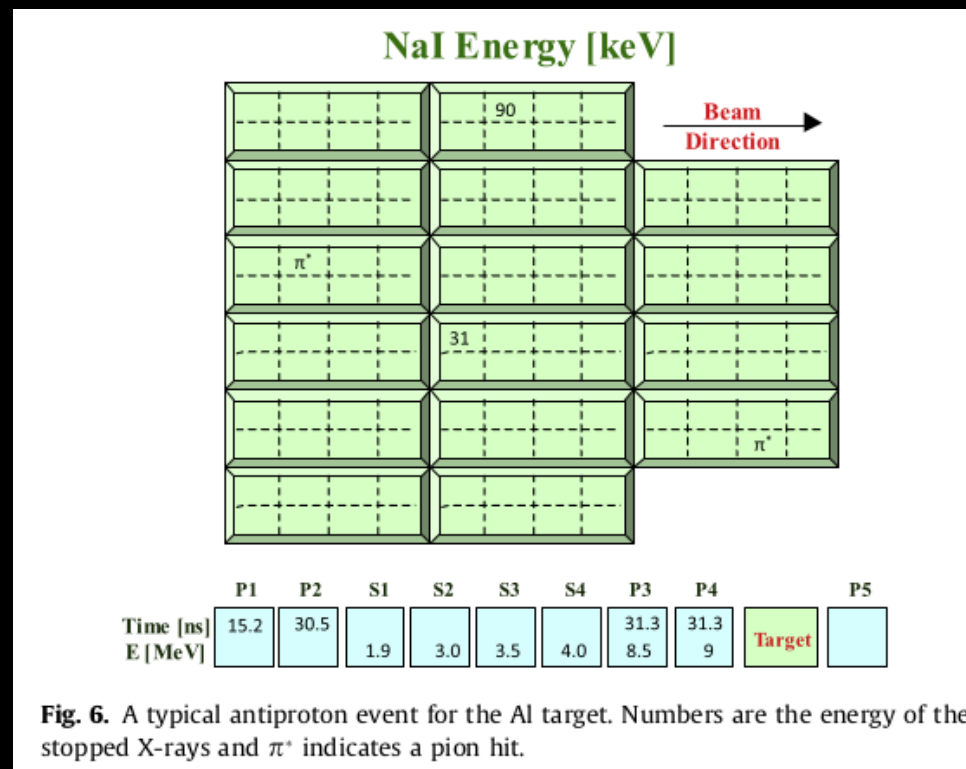 NaI Energy [keV]
90
Beam
Direction
π*
31
π*
P1 P2 S1 S2 S3 S4 P3 P4 P5
Time [ns] 15.2 30.5 31.3 31.3
E [MeV] 1.9 3.0 3.5 4.0 8.5 9
Target
Fig. 6. A typical antiproton event for the Al target. Numbers are the energy of the
stopped X-rays and π* indicates a pion hit.